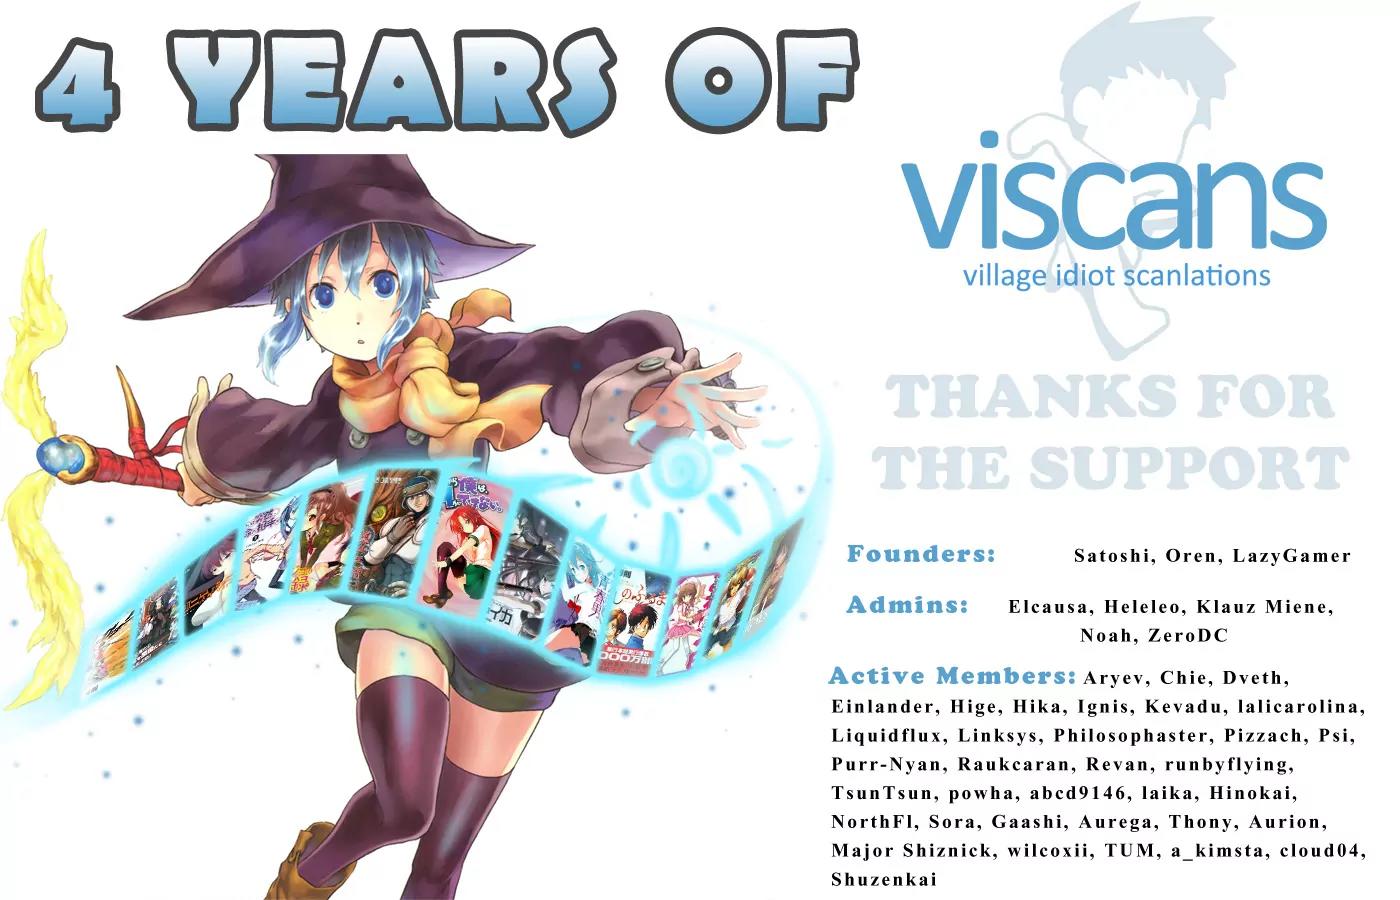 4 YEARS OF
viscans
village idiot scanlations
THANKS FOR
THE SUPPORT
Founders: Satoshi, Oren, LazyGamer
Admins: Elcausa, Heleleo, Klauz Miene,
Noah, ZeroDC
Active Members: Aryev, Chie, Dveth,
Einlander, Hige, Hika, Ignis, Kevadu, lalicarolina,
Liquidflux, Linksys, Philosophaster, Pizzach, Psi,
Purr-Nyan, Raukcaran, Revan, runbyflying,
TsunTsun, powha, abcd9146, laika, Hinokai,
NorthFl, Sora, Gaashi, Aurega, Thony, Aurion,
Major Shiznick, wilcoxii, TUM, a_kimsta, cloud04,
Shuzenkai